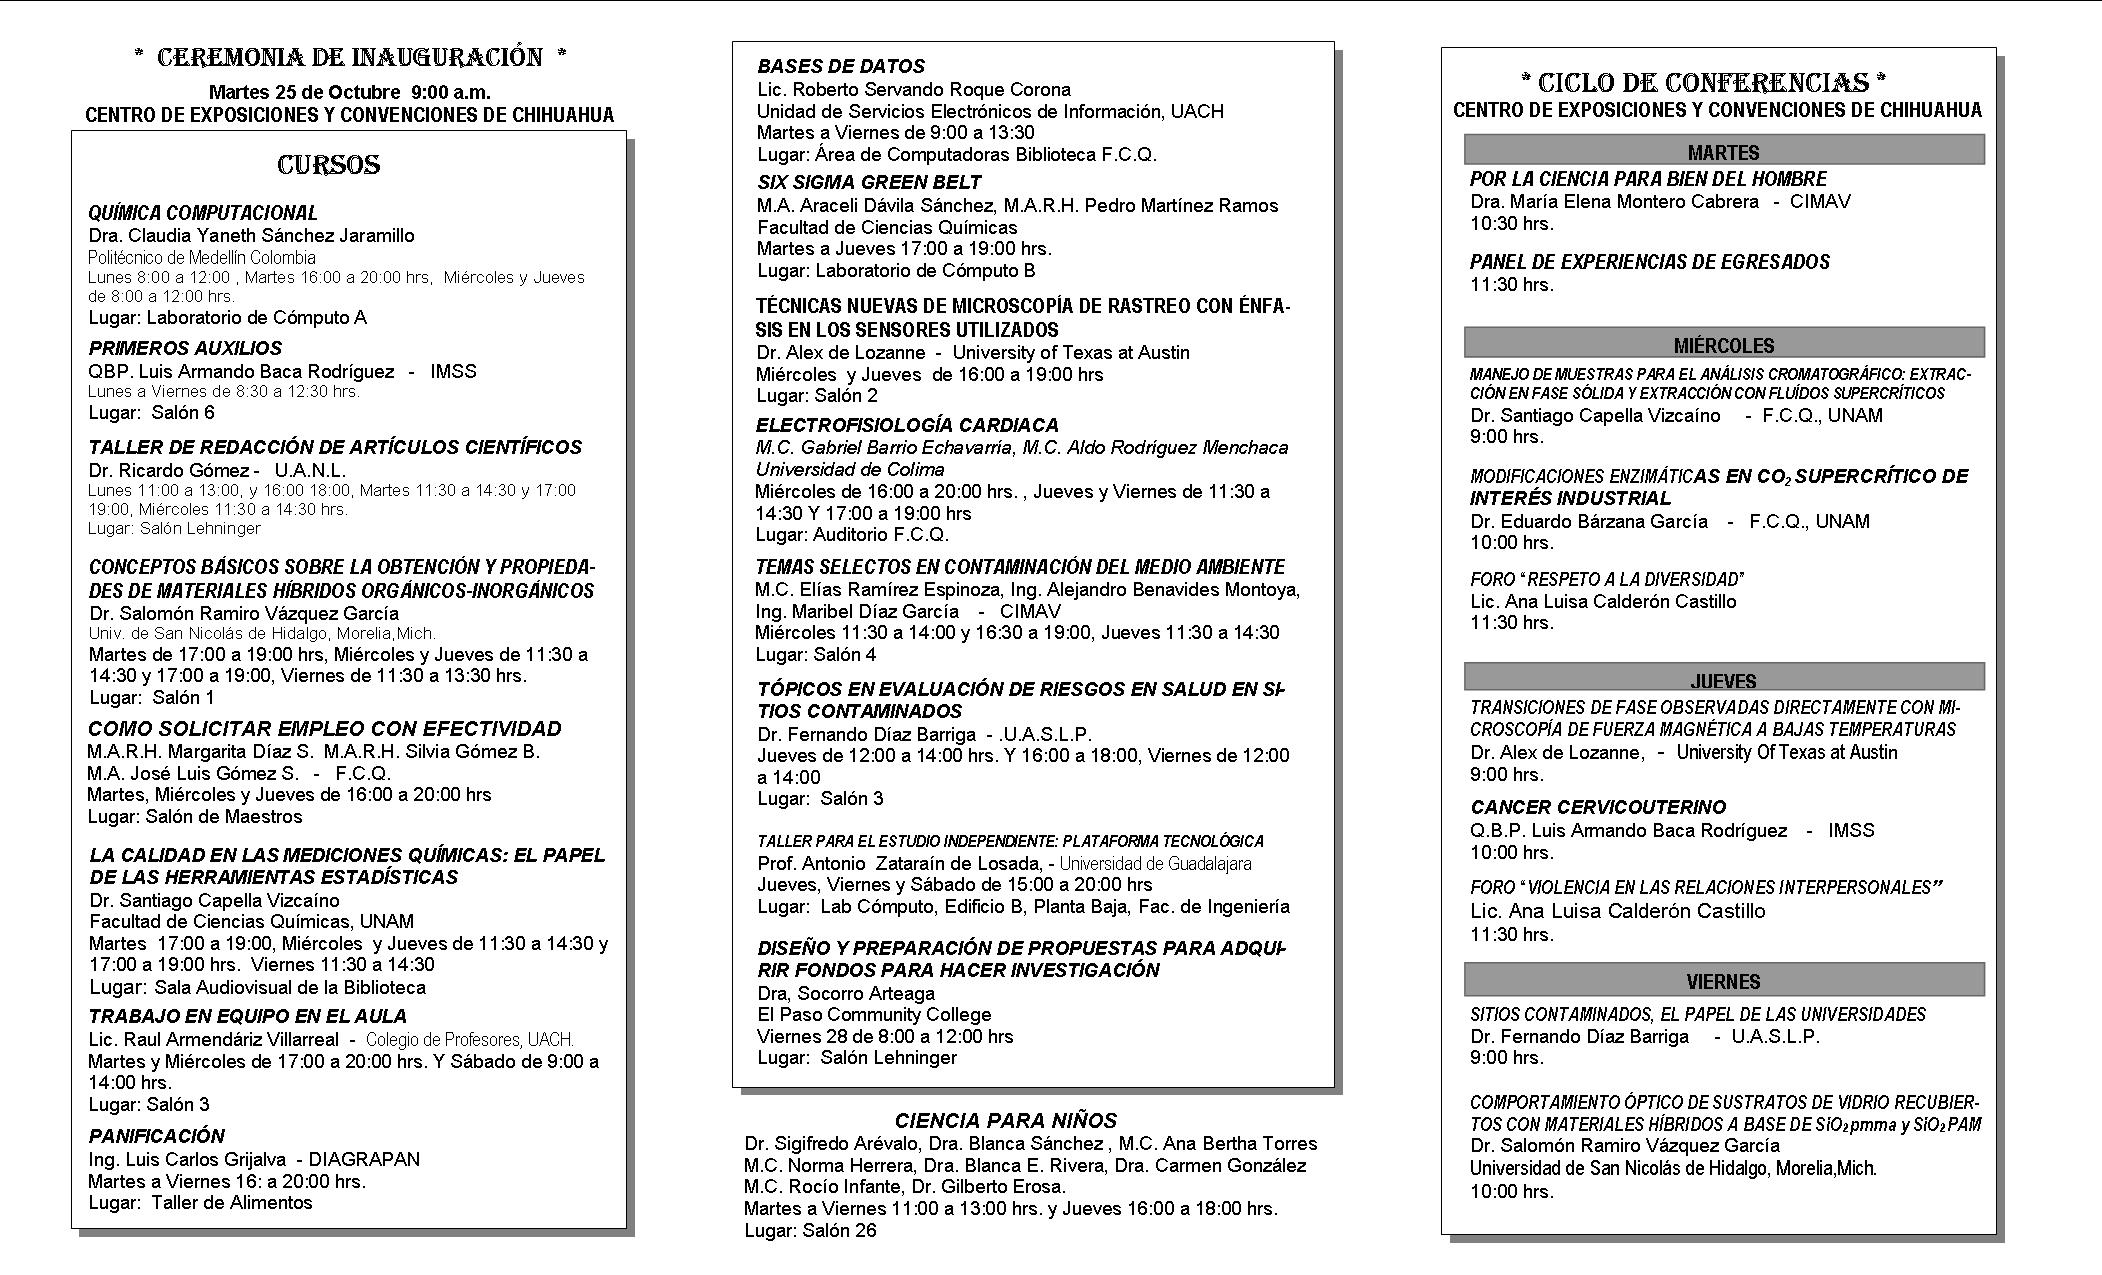 * CEREMONIA DE INAUGURACIÓN *
Martes 25 de Octubre 9:00 a.m.
CENTRO DE EXPOSICIONES Y CONVENCIONES DE CHIHUAHUA
CURSOS
QUÍMICA COMPUTACIONAL
Dra. Claudia Yaneth Sánchez Jaramillo
Politécnico de Medellín Colombia
Lunes 8:00 a 12:00 , Martes 16:00 a 20:00 hrs, Miércoles y Jueves
de 8:00 a 12:00 hrs.
Lugar: Laboratorio de Cómputo A
PRIMEROS AUXILIOS
QBP. Luis Armando Baca Rodríguez - IMSS
Lunes a Viernes de 8:30 a 12:30 hrs.
Lugar: Salón 6
TALLER DE REDACCIÓN DE ARTÍCULOS CIENTÍFICOS
Dr. Ricardo Gómez - U.A.N.L.
Lunes 11:00 a 13:00, y 16:00 18:00, Martes 11:30 a 14:30 y 17:00
19:00, Miércoles 11:30 a 14:30 hrs.
Lugar: Salón Lehninger
CONCEPTOS BÁSICOS SOBRE LA OBTENCIÓN Y PROPIEDA-
DES DE MATERIALES HÍBRIDOS ORGÁNICOS-INORGÁNICOS
Dr. Salomón Ramiro Vázquez García
Univ. de San Nicolás de Hidalgo, Morelia,Mich.
Martes de 17:00 a 19:00 hrs, Miércoles y Jueves de 11:30 a
14:30 y 17:00 a 19:00, Viernes de 11:30 a 13:30 hrs.
Lugar: Salón 1
COMO SOLICITAR EMPLEO CON EFECTIVIDAD
M.A.R.H. Margarita Díaz S. M.A.R.H. Silvia Gómez B.
M.A. José Luis Gómez S. - F.C.Q.
Martes, Miércoles y Jueves de 16:00 a 20:00 hrs
Lugar: Salón de Maestros
LA CALIDAD EN LAS MEDICIONES QUÍMICAS: EL PAPEL
DE LAS HERRAMIENTAS ESTADÍSTICAS
Dr. Santiago Capella Vizcaíno
Facultad de Ciencias Químicas, UNAM
Martes 17:00 a 19:00, Miércoles y Jueves de 11:30 a 14:30 y
17:00 a 19:00 hrs. Viernes 11:30 a 14:30
Lugar: Sala Audiovisual de la Biblioteca
TRABAJO EN EQUIPO EN EL AULA
Lic. Raul Armendáriz Villarreal - Colegio de Profesores, UACH.
Martes y Miércoles de 17:00 a 20:00 hrs. Y Sábado de 9:00 a
14:00 hrs.
Lugar: Salón 3
PANIFICACIÓN
Ing. Luis Carlos Grijalva - DIAGRAPAN
Martes a Viernes 16: a 20:00 hrs.
Lugar: Taller de Alimentos
BASES DE DATOS
Lic. Roberto Servando Roque Corona
Unidad de Servicios Electrónicos de Información, UACH
Martes a Viernes de 9:00 a 13:30
Lugar: Área de Computadoras Biblioteca F.C.Q.
SIX SIGMA GREEN BELT
M.A. Araceli Dávila Sánchez, M.A.R.H. Pedro Martínez Ramos
Facultad de Ciencias Químicas
Martes a Jueves 17:00 a 19:00 hrs.
Lugar: Laboratorio de Cómputo B
TÉCNICAS NUEVAS DE MICROSCOPÍA DE RASTREO CON ÉNFA-
SIS EN LOS SENSORES UTILIZADOS
Dr. Alex de Lozanne - University of Texas at Austin
Miércoles y Jueves de 16:00 a 19:00 hrs
Lugar: Salón 2
ELECTROFISIOLOGÍA CARDIACA
M.C. Gabriel Barrio Echavarría, M.C. Aldo Rodríguez Menchaca
Universidad de Colima
Miércoles de 16:00 a 20:00 hrs. , Jueves y Viernes de 11:30 a
14:30 Y 17:00 a 19:00 hrs
Lugar: Auditorio F.C.Q.
TEMAS SELECTOS EN CONTAMINACIÓN DEL MEDIO AMBIENTE
M.C. Elías Ramírez Espinoza, Ing. Alejandro Benavides Montoya,
Ing. Maribel Díaz García - CIMAV
Miércoles 11:30 a 14:00 y 16:30 a 19:00, Jueves 11:30 a 14:30
Lugar: Salón 4
TÓPICOS EN EVALUACIÓN DE RIESGOS EN SALUD EN SI-
TIOS CONTAMINADOS
Dr. Fernando Díaz Barriga - .U.A.S.L.P.
Jueves de 12:00 a 14:00 hrs. Y 16:00 a 18:00, Viernes de 12:00
a 14:00
Lugar: Salón 3
TALLER PARA EL ESTUDIO INDEPENDIENTE: PLATAFORMA TECNOLÓGICA
Prof. Antonio Zataraín de Losada, - Universidad de Guadalajara
Jueves, Viernes y Sábado de 15:00 a 20:00 hrs
Lugar: Lab Cómputo, Edificio B, Planta Baja, Fac. de Ingeniería
DISEÑO Y PREPARACIÓN DE PROPUESTAS PARA ADQUI-
RIR FONDOS PARA HACER INVESTIGACIÓN
Dra, Socorro Arteaga
El Paso Community College
Viernes 28 de 8:00 a 12:00 hrs
Lugar: Salón Lehninger
CIENCIA PARA NIÑOS
Dr. Sigifredo Arévalo, Dra. Blanca Sánchez , M.C. Ana Bertha Torres
M.C. Norma Herrera, Dra. Blanca E. Rivera, Dra. Carmen González
M.C. Rocío Infante, Dr. Gilberto Erosa.
Martes a Viernes 11:00 a 13:00 hrs. y Jueves 16:00 a 18:00 hrs.
Lugar: Salón 26
* CICLO DE CONFERENCIAS *
CENTRO DE EXPOSICIONES Y CONVENCIONES DE CHIHUAHUA
MARTES
POR LA CIENCIA PARA BIEN DEL HOMBRE
Dra. María Elena Montero Cabrera - CIMAV
10:30 hrs.
PANEL DE EXPERIENCIAS DE EGRESADOS
11:30 hrs.
MIÉRCOLES
MANEJO DE MUESTRAS PARA EL ANÁLISIS CROMATOGRÁFICO: EXTRAC-
CIÓN EN FASE SÓLIDA Y EXTRACCIÓN CON FLUÍDOS SUPERCRÍTICOS
Dr. Santiago Capella Vizcaíno - F.C.Q., UNAM
9:00 hrs.
MODIFICACIONES ENZIMÁTICAS EN CO₂ SUPERCRÍTICO DE
INTERÉS INDUSTRIAL
Dr. Eduardo Bárzana García - F.C.Q., UNAM
10:00 hrs.
FORO "RESPETO A LA DIVERSIDAD"
Lic. Ana Luisa Calderón Castillo
11:30 hrs.
JUEVES
TRANSICIONES DE FASE OBSERVADAS DIRECTAMENTE CON MI-
CROSCOPÍA DE FUERZA MAGNÉTICA A BAJAS TEMPERATURAS
Dr. Alex de Lozanne, - University Of Texas at Austin
9:00 hrs.
CANCER CERVICOUTERINO
Q.B.P. Luis Armando Baca Rodríguez - IMSS
10:00 hrs.
FORO "VIOLENCIA EN LAS RELACIONES INTERPERSONALES"
Lic. Ana Luisa Calderón Castillo
11:30 hrs.
VIERNES
SITIOS CONTAMINADOS, EL PAPEL DE LAS UNIVERSIDADES
Dr. Fernando Díaz Barriga - U.A.S.L.P.
9:00 hrs.
COMPORTAMIENTO ÓPTICO DE SUSTRATOS DE VIDRIO RECUBIER-
TOS CON MATERIALES HÍBRIDOS A BASE DE SiO₂ pmma y SiO₂ PAM
Dr. Salomón Ramiro Vázquez García
Universidad de San Nicolás de Hidalgo, Morelia,Mich.
10:00 hrs.